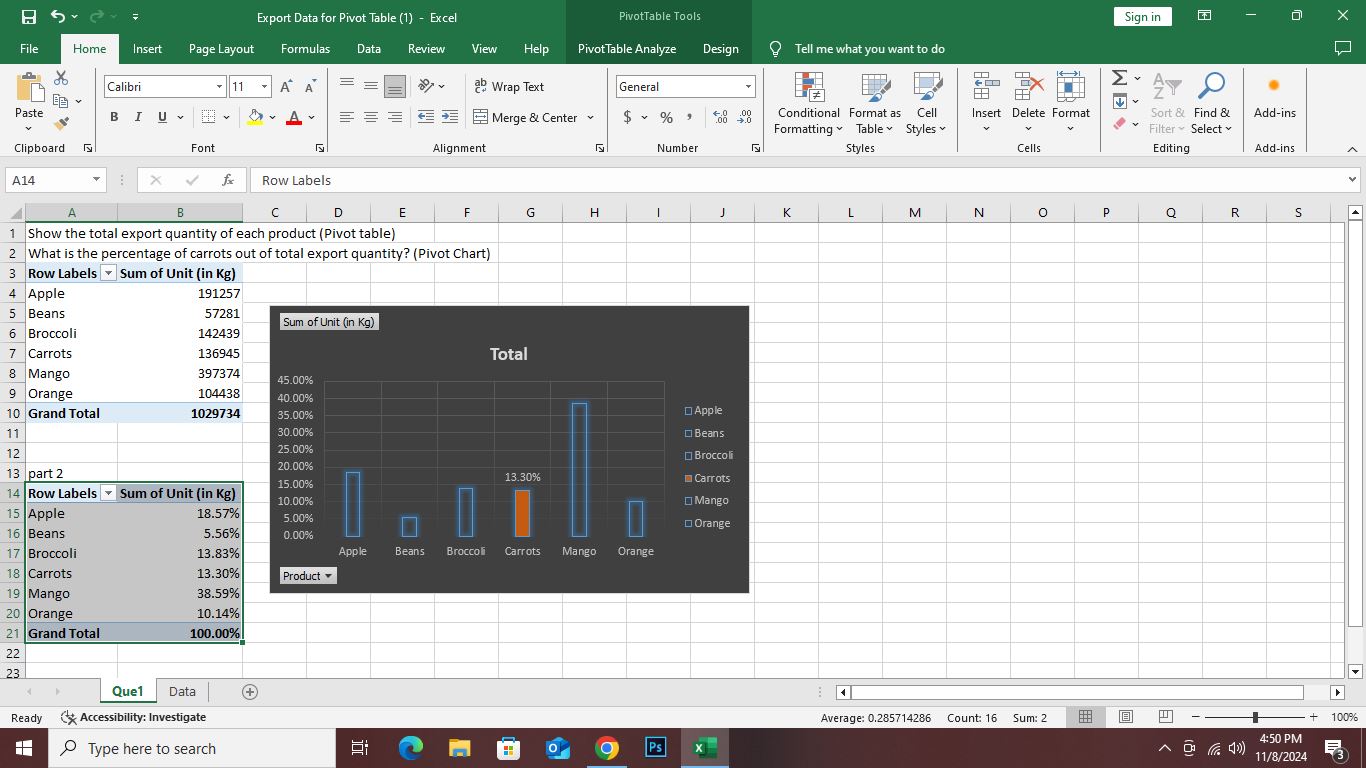 Export Data for Pivot Table (1) - Excel
PivotTable Tools
Sign in
File Home Insert Page Layout Formulas Data Review View Help PivotTable Analyze Design Tell me what you want to do
Paste
Clipboard
Calibri 11
B I U A
Font
ab Wrap Text
Merge & Center
Alignment
General
$ % ,
Number
Conditional Formatting
Format as Table
Cell Styles
Styles
Insert Delete Format
Cells
Sort & Filter
Find & Select
Editing
Add-ins
Add-ins
A14 fx Row Labels
A B C D E F G H I J K L M N O P Q R S
1 Show the total export quantity of each product (Pivot table)
2 What is the percentage of carrots out of total export quantity? (Pivot Chart)
3 Row Labels Sum of Unit (in Kg)
4 Apple 191257
5 Beans 57281
6 Broccoli 142439
7 Carrots 136945
8 Mango 397374
9 Orange 104438
10 Grand Total 1029734
11
12
13 part 2
14 Row Labels Sum of Unit (in Kg)
15 Apple 18.57%
16 Beans 5.56%
17 Broccoli 13.83%
18 Carrots 13.30%
19 Mango 38.59%
20 Orange 10.14%
21 Grand Total 100.00%
22
23
Sum of Unit (in Kg)
Total
45.00%
40.00%
35.00%
30.00%
25.00%
20.00%
15.00%
10.00%
5.00%
0.00%
13.30%
Apple Beans Broccoli Carrots Mango Orange
Apple
Beans
Broccoli
Carrots
Mango
Orange
Product
Que1 Data
Ready Accessibility: Investigate Average: 0.285714286 Count: 16 Sum: 2 100%
Type here to search
Ps
4:50 PM
11/8/2024
3